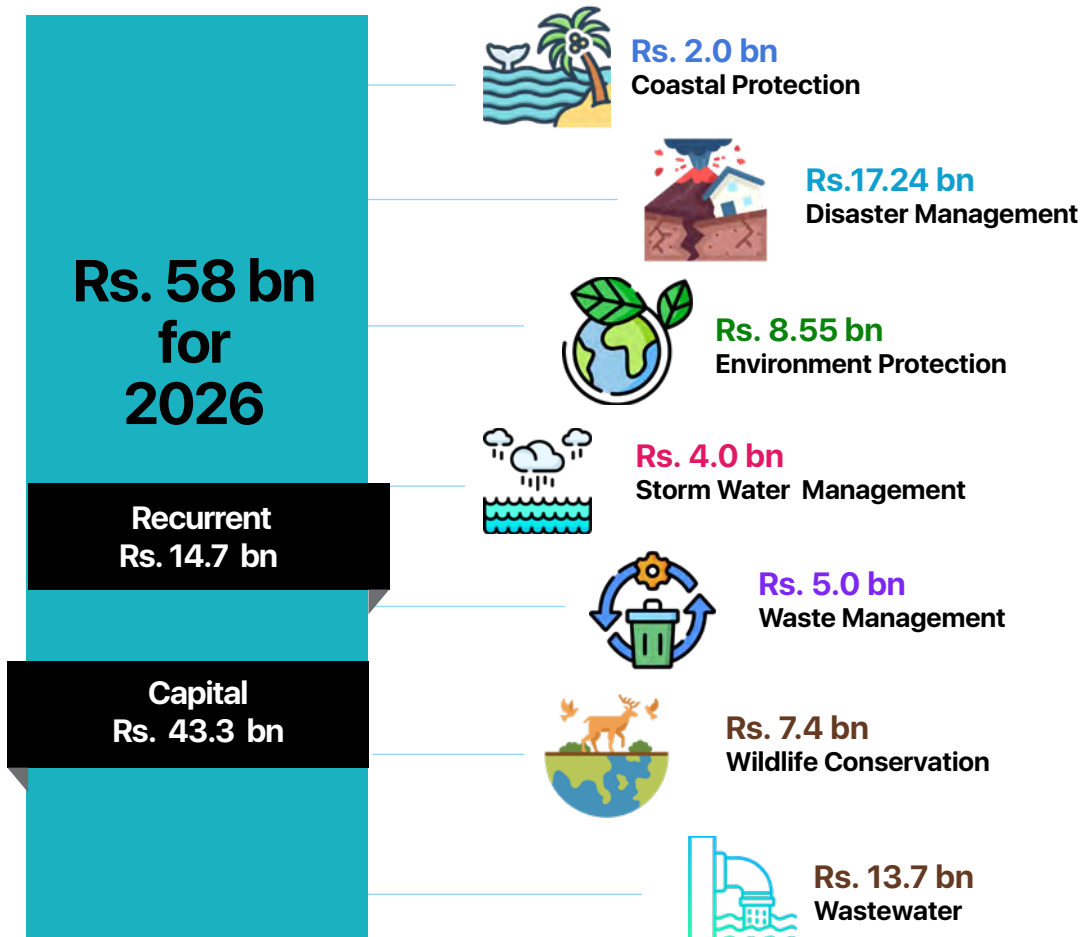 Rs. 58 bn
for
2026
Recurrent
Rs. 14.7 bn
Capital
Rs. 43.3 bn
Rs. 2.0 bn
Coastal Protection
Rs.17.24 bn
Disaster Management
Rs. 8.55 bn
Environment Protection
Rs. 4.0 bn
Storm Water Management
Rs. 5.0 bn
Waste Management
Rs. 7.4 bn
Wildlife Conservation
Rs. 13.7 bn
Wastewater